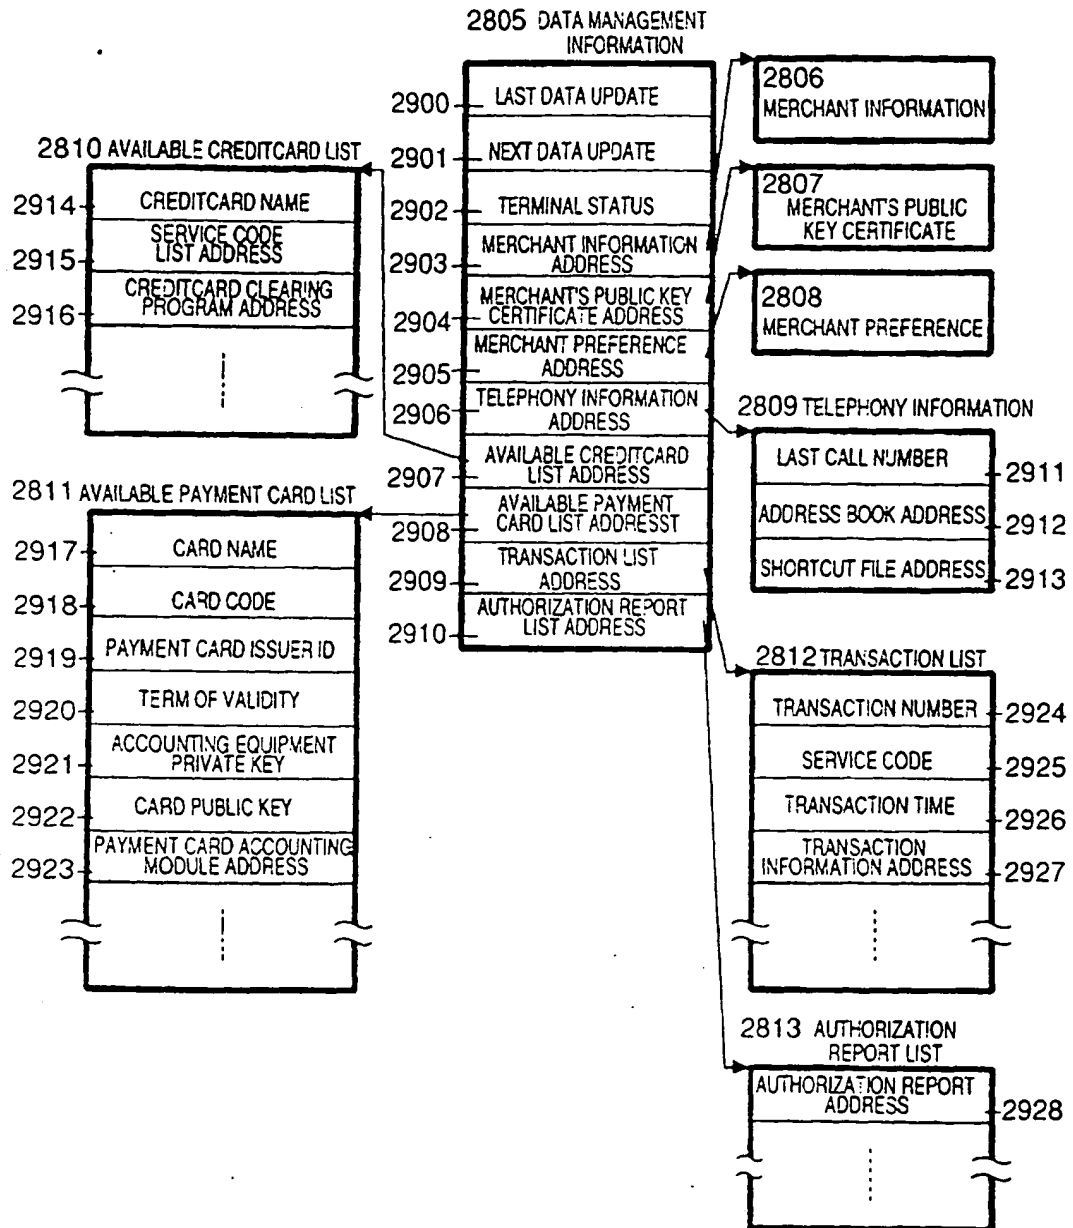 2805 DATA MANAGEMENT
INFORMATION
2900
LAST DATA UPDATE
2901
NEXT DATA UPDATE
2902
TERMINAL STATUS
2903
MERCHANT INFORMATION
ADDRESS
2904
MERCHANT'S PUBLIC KEY
CERTIFICATE ADDRESS
2905
MERCHANT PREFERENCE
ADDRESS
2906
TELEPHONY INFORMATION
ADDRESS
2907
AVAILABLE CREDITCARD
LIST ADDRESS
2908
AVAILABLE PAYMENT
CARD LIST ADDRESST
2909
TRANSACTION LIST
ADDRESS
2910
AUTHORIZATION REPORT
LIST ADDRESS
2810 AVAILABLE CREDITCARD LIST
2914
CREDITCARD NAME
2915
SERVICE CODE
LIST ADDRESS
2916
CREDITCARD CLEARING
PROGRAM ADDRESS
2811 AVAILABLE PAYMENT CARD LIST
2917
CARD NAME
2918
CARD CODE
2919
PAYMENT CARD ISSUER ID
2920
TERM OF VALIDITY
2921
ACCOUNTING EQUIPMENT
PRIVATE KEY
2922
CARD PUBLIC KEY
2923
PAYMENT CARD ACCOUNTING
MODULE ADDRESS
2806
MERCHANT INFORMATION
2807
MERCHANT'S PUBLIC
KEY CERTIFICATE
2808
MERCHANT PREFERENCE
2809 TELEPHONY INFORMATION
LAST CALL NUMBER
2911
ADDRESS BOOK ADDRESS
2912
SHORTCUT FILE ADDRESS
2913
2812 TRANSACTION LIST
TRANSACTION NUMBER
2924
SERVICE CODE
2925
TRANSACTION TIME
2926
TRANSACTION
INFORMATION ADDRESS
2927
2813 AUTHORIZATION
REPORT LIST
AUTHORIZATION REPORT
ADDRESS
2928